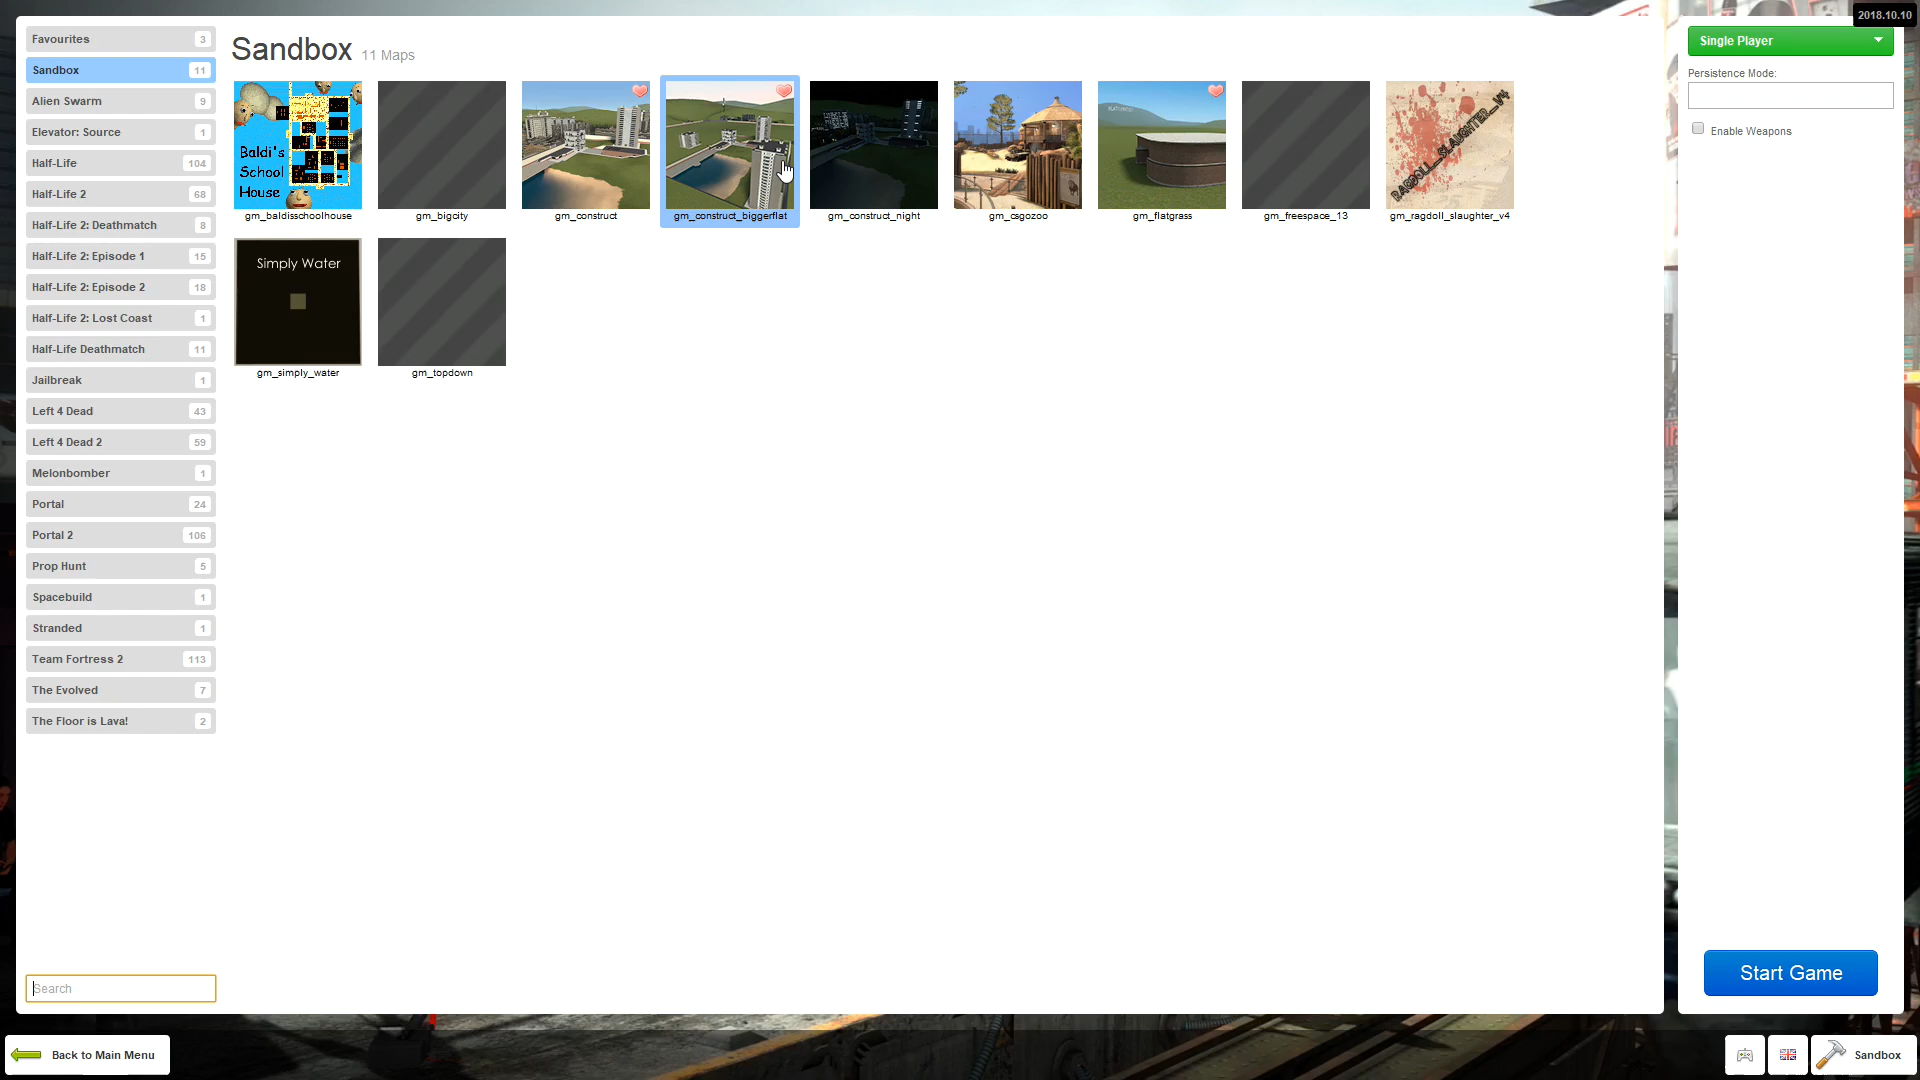 2018.10.10
Favourites 3
Sandbox 11
Alien Swarm 9
Elevator: Source 1
Half-Life 104
Half-Life 2 68
Half-Life 2: Deathmatch 8
Half-Life 2: Episode 1 15
Half-Life 2: Episode 2 18
Half-Life 2: Lost Coast 1
Half-Life Deathmatch 11
Jailbreak 1
Left 4 Dead 43
Left 4 Dead 2 59
Melonbomber 1
Portal 24
Portal 2 106
Prop Hunt 5
Spacebuild 1
Stranded 1
Team Fortress 2 113
The Evolved 7
The Floor is Lava! 2
Search
Sandbox 11 Maps
Baldi's
School
House
gm_baldisschoolhouse
gm_bigcity
gm_construct
gm_construct_biggerflat
gm_construct_night
gm_csgozoo
gm_flatgrass
gm_freespace_13
RAGDOLL_SLAUGHTER_V4
gm_ragdoll_slaughter_v4
Simply Water
gm_simply_water
gm_topdown
Single Player
Persistence Mode:
Enable Weapons
Start Game
Back to Main Menu
Sandbox